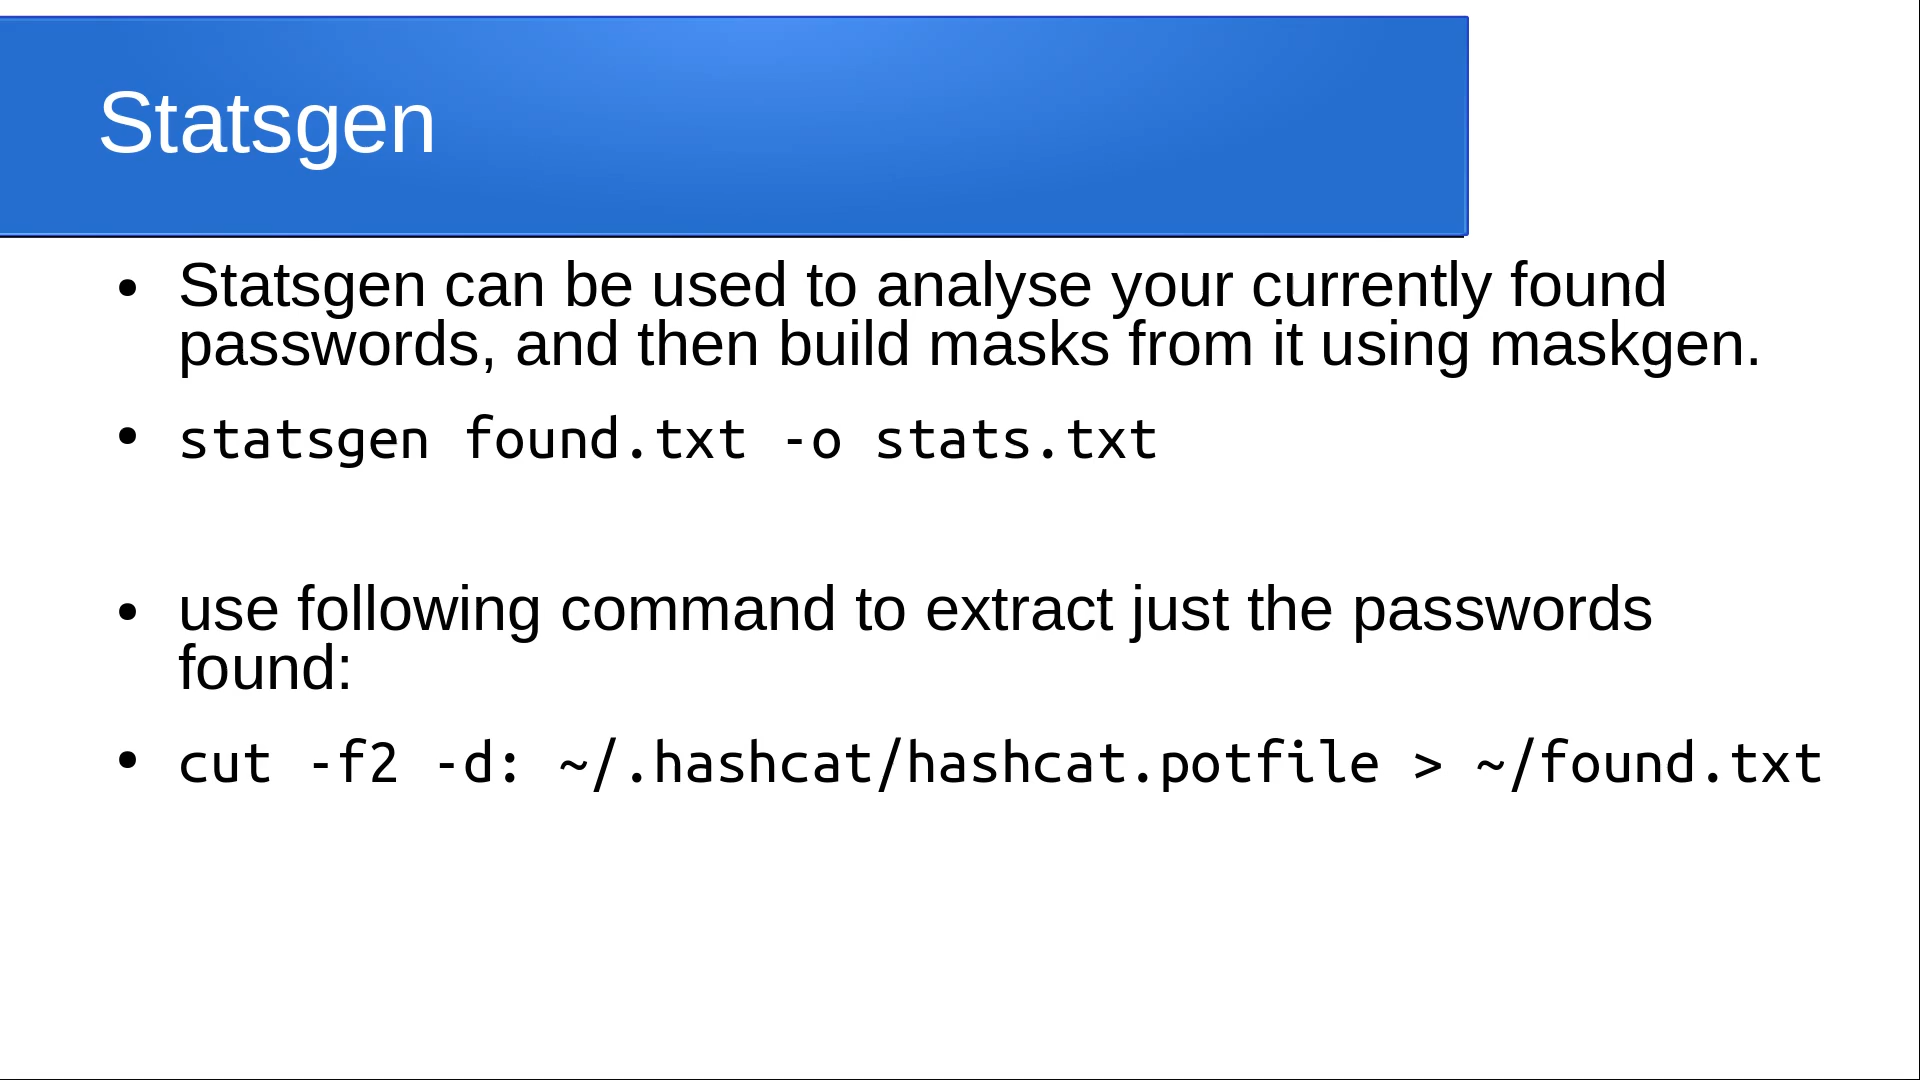 Statsgen
• Statsgen can be used to analyse your currently found
passwords, and then build masks from it using maskgen.
• statsgen found.txt -o stats.txt
• use following command to extract just the passwords
found:
• cut -f2 -d: ~/.hashcat/hashcat.potfile > ~/found.txt